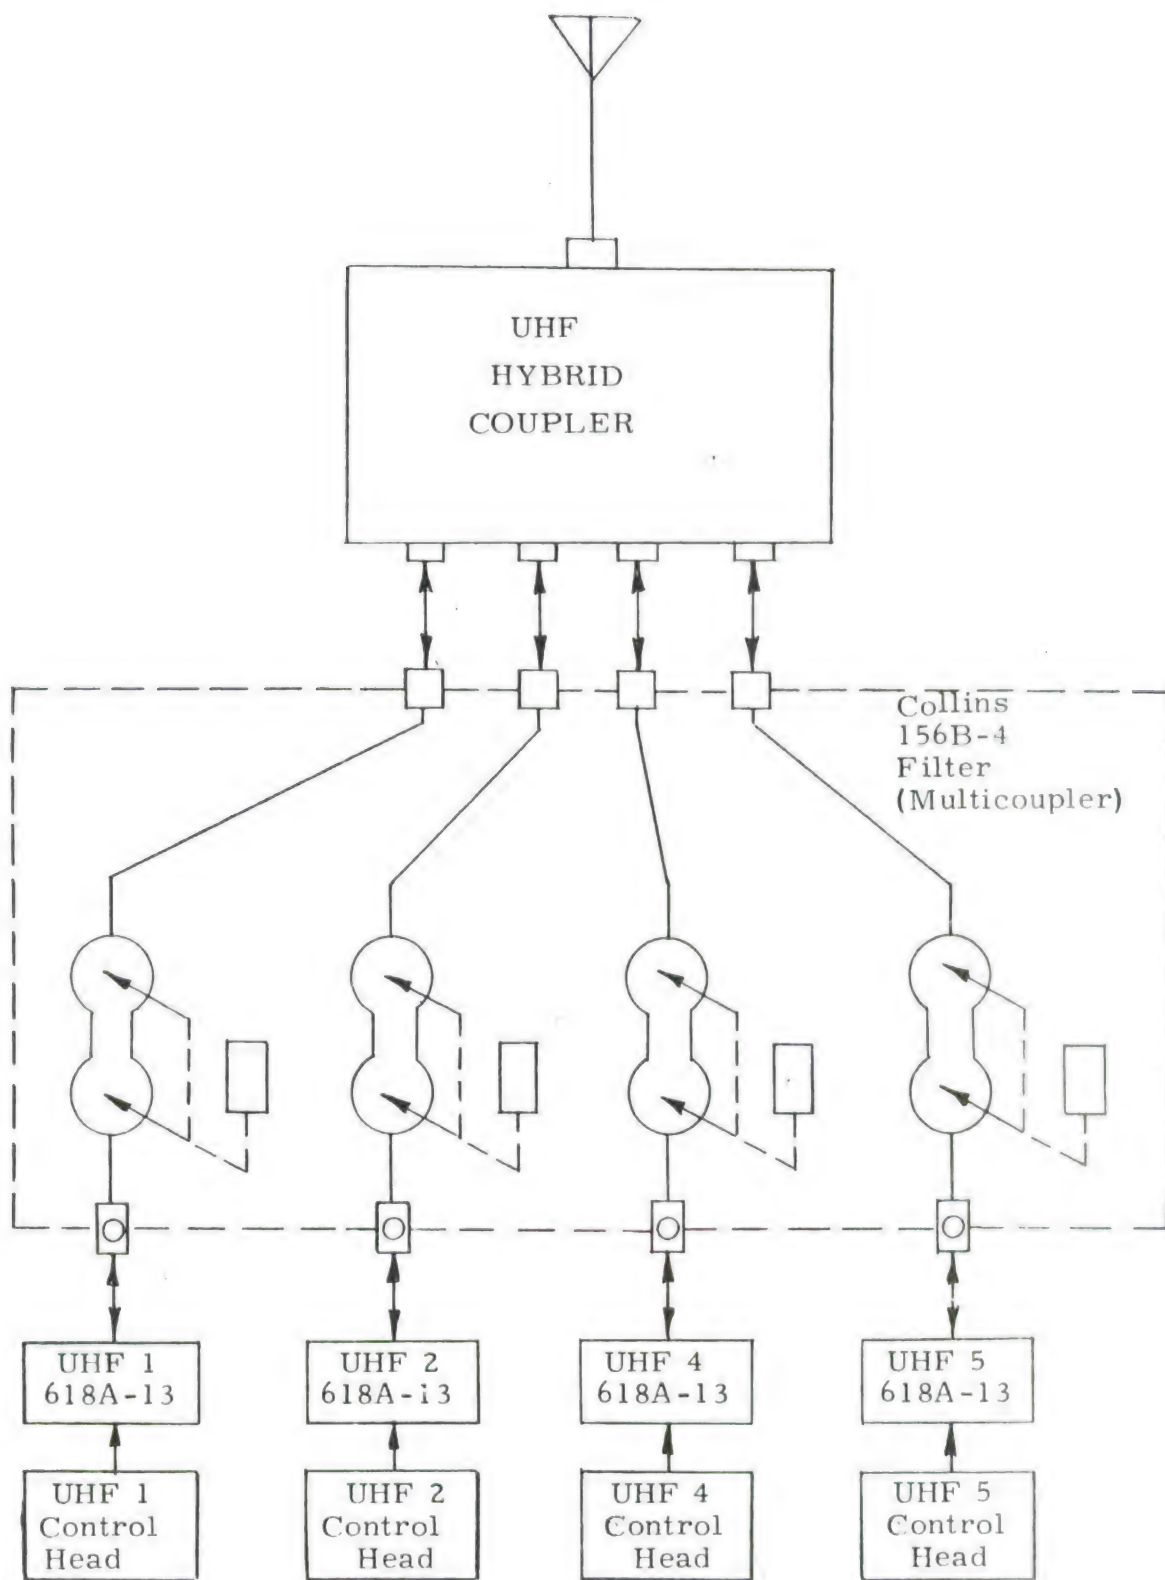 UHF
HYBRID
COUPLER
Collins
156B-4
Filter
(Multicoupler)
UHF 1
618A-13
UHF 2
618A-13
UHF 4
618A-13
UHF 5
618A-13
UHF 1
Control
Head
UHF 2
Control
Head
UHF 4
Control
Head
UHF 5
Control
Head